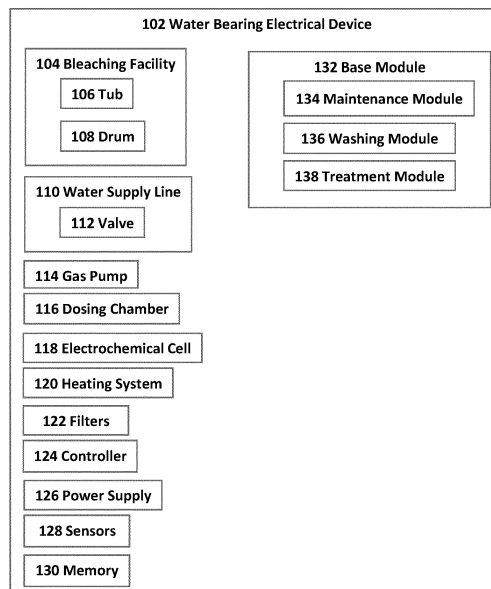 102 Water Bearing Electrical Device
104 Bleaching Facility
106 Tub
108 Drum
110 Water Supply Line
112 Valve
114 Gas Pump
116 Dosing Chamber
118 Electrochemical Cell
120 Heating System
122 Filters
124 Controller
126 Power Supply
128 Sensors
130 Memory
132 Base Module
134 Maintenance Module
136 Washing Module
138 Treatment Module